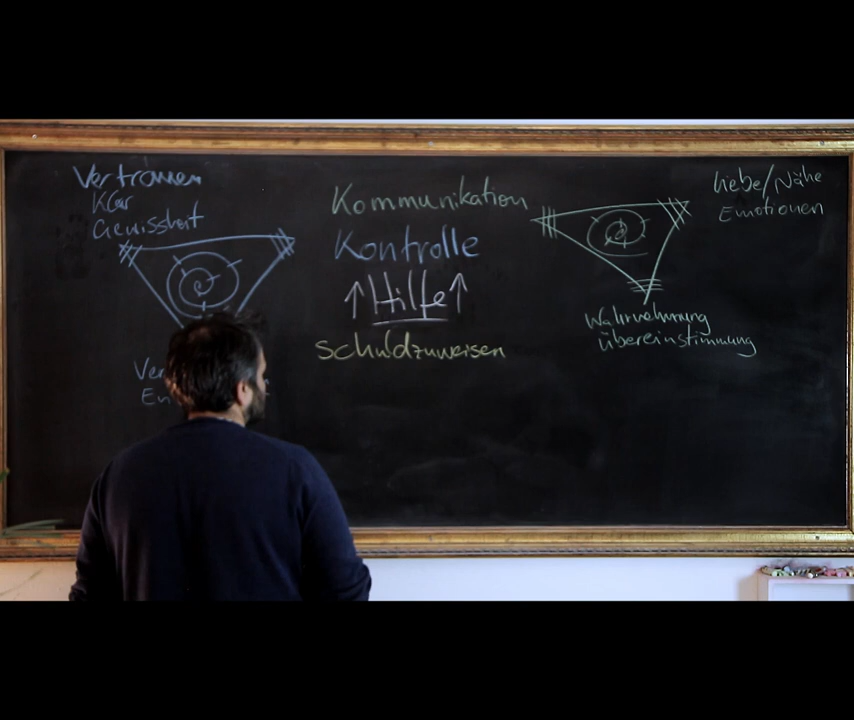 Vertrauen
Klar
Gewissheit
Kommunikation
Kontrolle
↑Hilfe↑
schuldzuweisen
Liebe/Nähe
Emotionen
Wahrnehmung
übereinstimmung